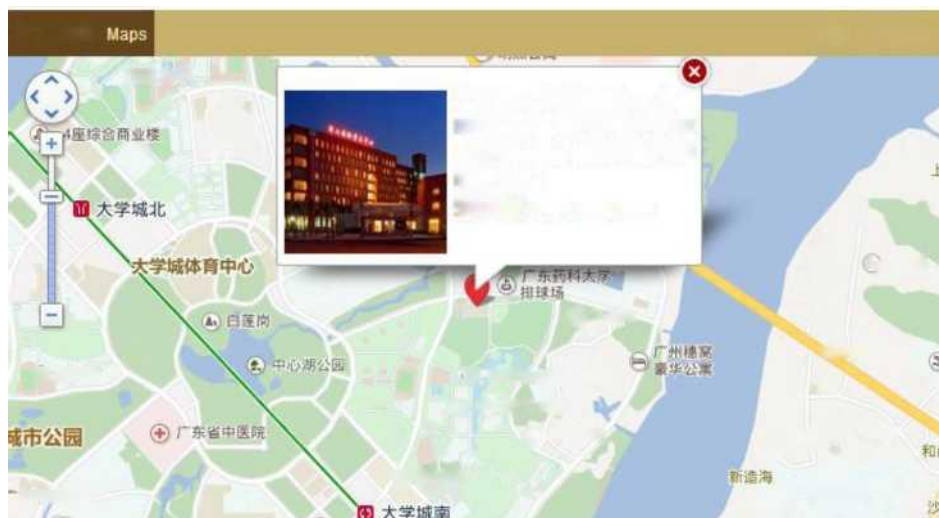 Maps
4座综合商业楼
大学城北
大学城体育中心
广东药科大学
排球场
白莲岗
中心湖公园
广州穗窝
豪华公寓
城市公园
广东省中医院
新造海
大学城南